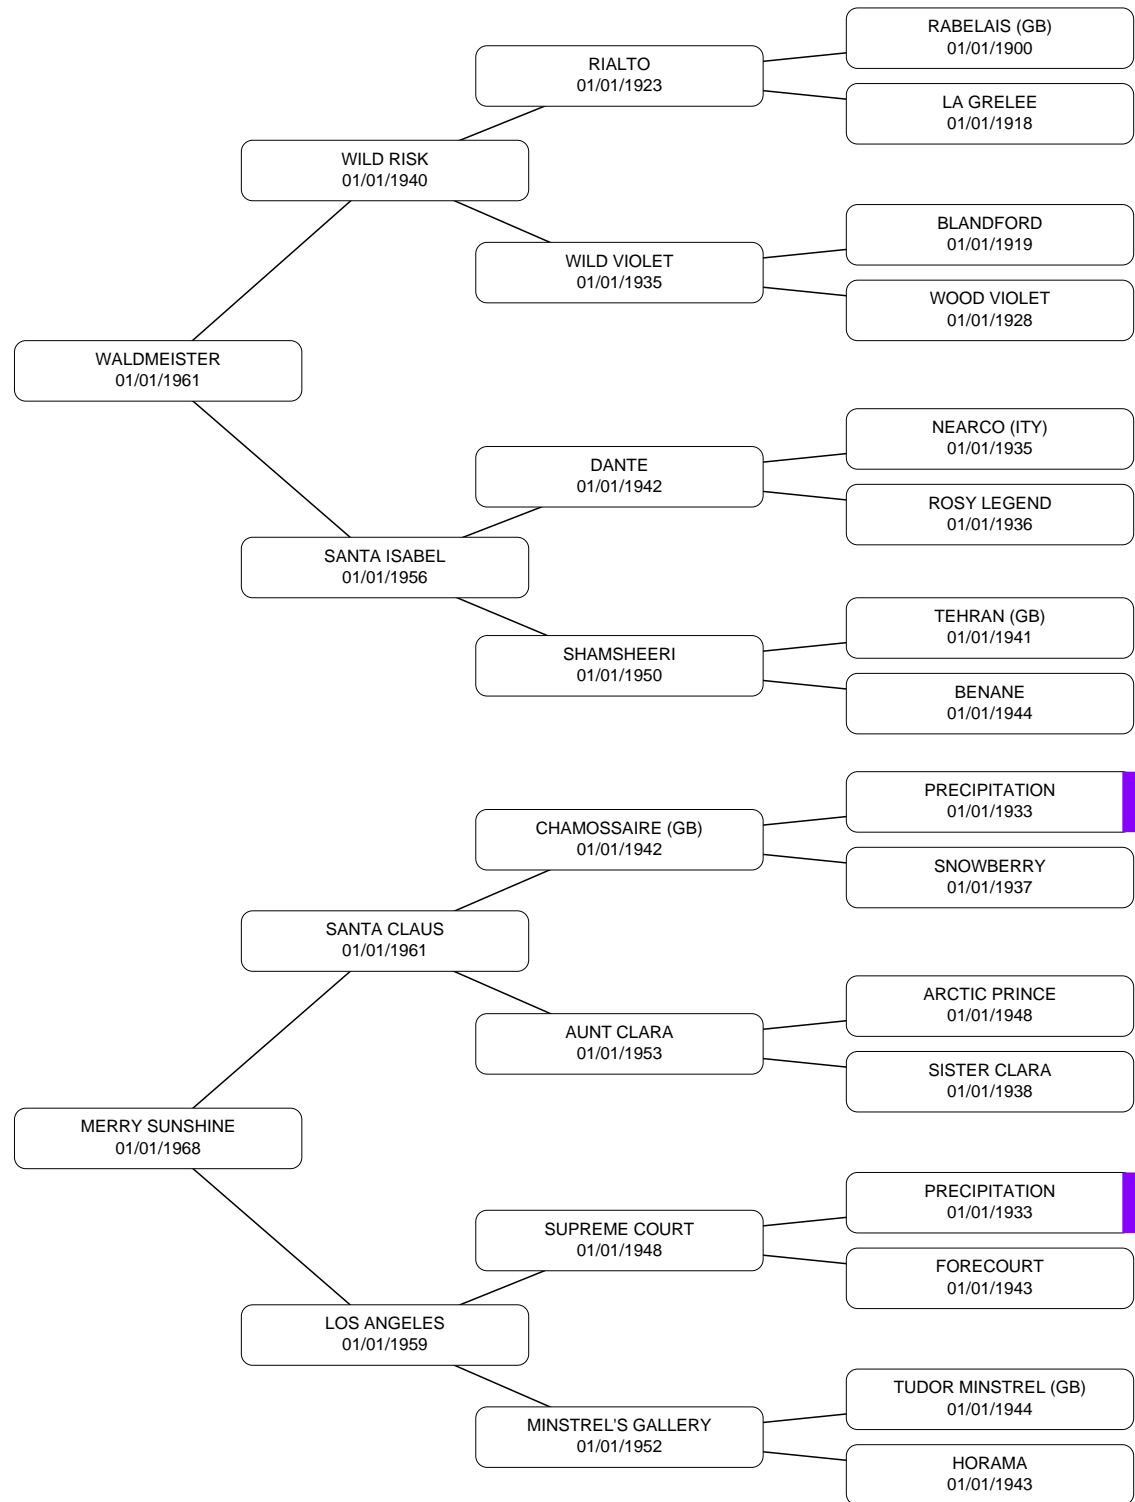 RABELAIS (GB)
01/01/1900
RIALTO
01/01/1923
LA GRELEE
01/01/1918
WILD RISK
01/01/1940
BLANDFORD
01/01/1919
WILD VIOLET
01/01/1935
WOOD VIOLET
01/01/1928
WALDMEISTER
01/01/1961
NEARCO (ITY)
01/01/1935
DANTE
01/01/1942
ROSY LEGEND
01/01/1936
SANTA ISABEL
01/01/1956
TEHRAN (GB)
01/01/1941
SHAMSHEERI
01/01/1950
BENANE
01/01/1944
PRECIPITATION
01/01/1933
CHAMOSSAIRE (GB)
01/01/1942
SNOWBERRY
01/01/1937
SANTA CLAUS
01/01/1961
ARCTIC PRINCE
01/01/1948
AUNT CLARA
01/01/1953
SISTER CLARA
01/01/1938
MERRY SUNSHINE
01/01/1968
PRECIPITATION
01/01/1933
SUPREME COURT
01/01/1948
FORECOURT
01/01/1943
LOS ANGELES
01/01/1959
TUDOR MINSTREL (GB)
01/01/1944
MINSTREL'S GALLERY
01/01/1952
HORAMA
01/01/1943